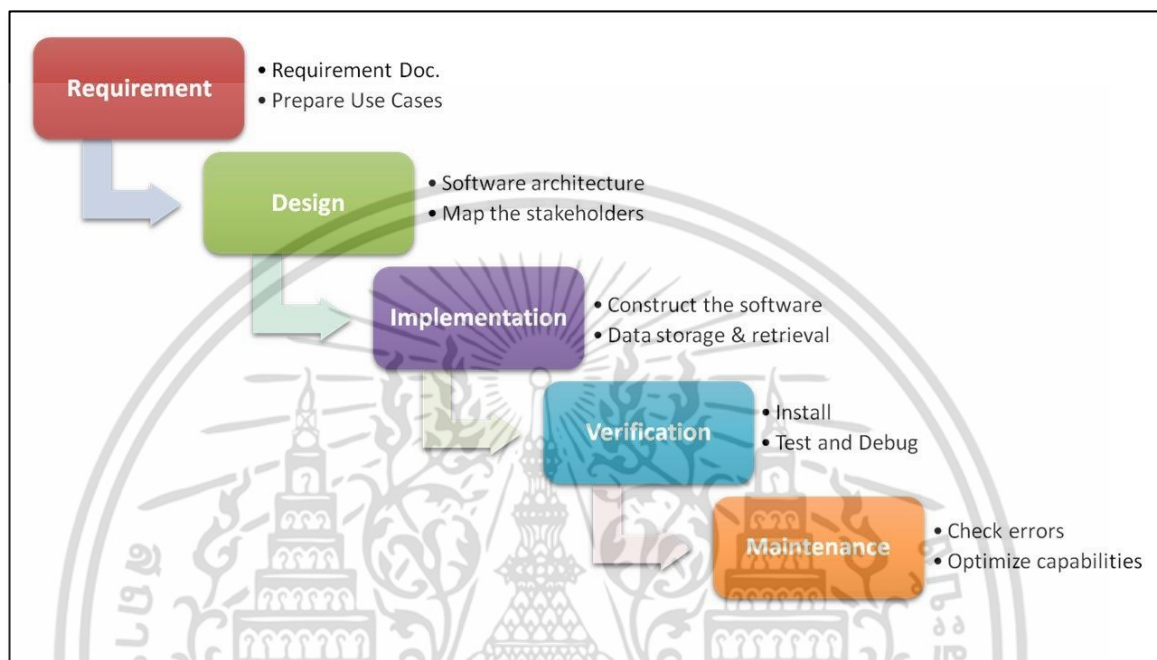 Requirement
• Requirement Doc.
• Prepare Use Cases
Design
• Software architecture
• Map the stakeholders
Implementation
• Construct the software
• Data storage & retrieval
Verification
• Install
• Test and Debug
Maintenance
• Check errors
• Optimize capabilities